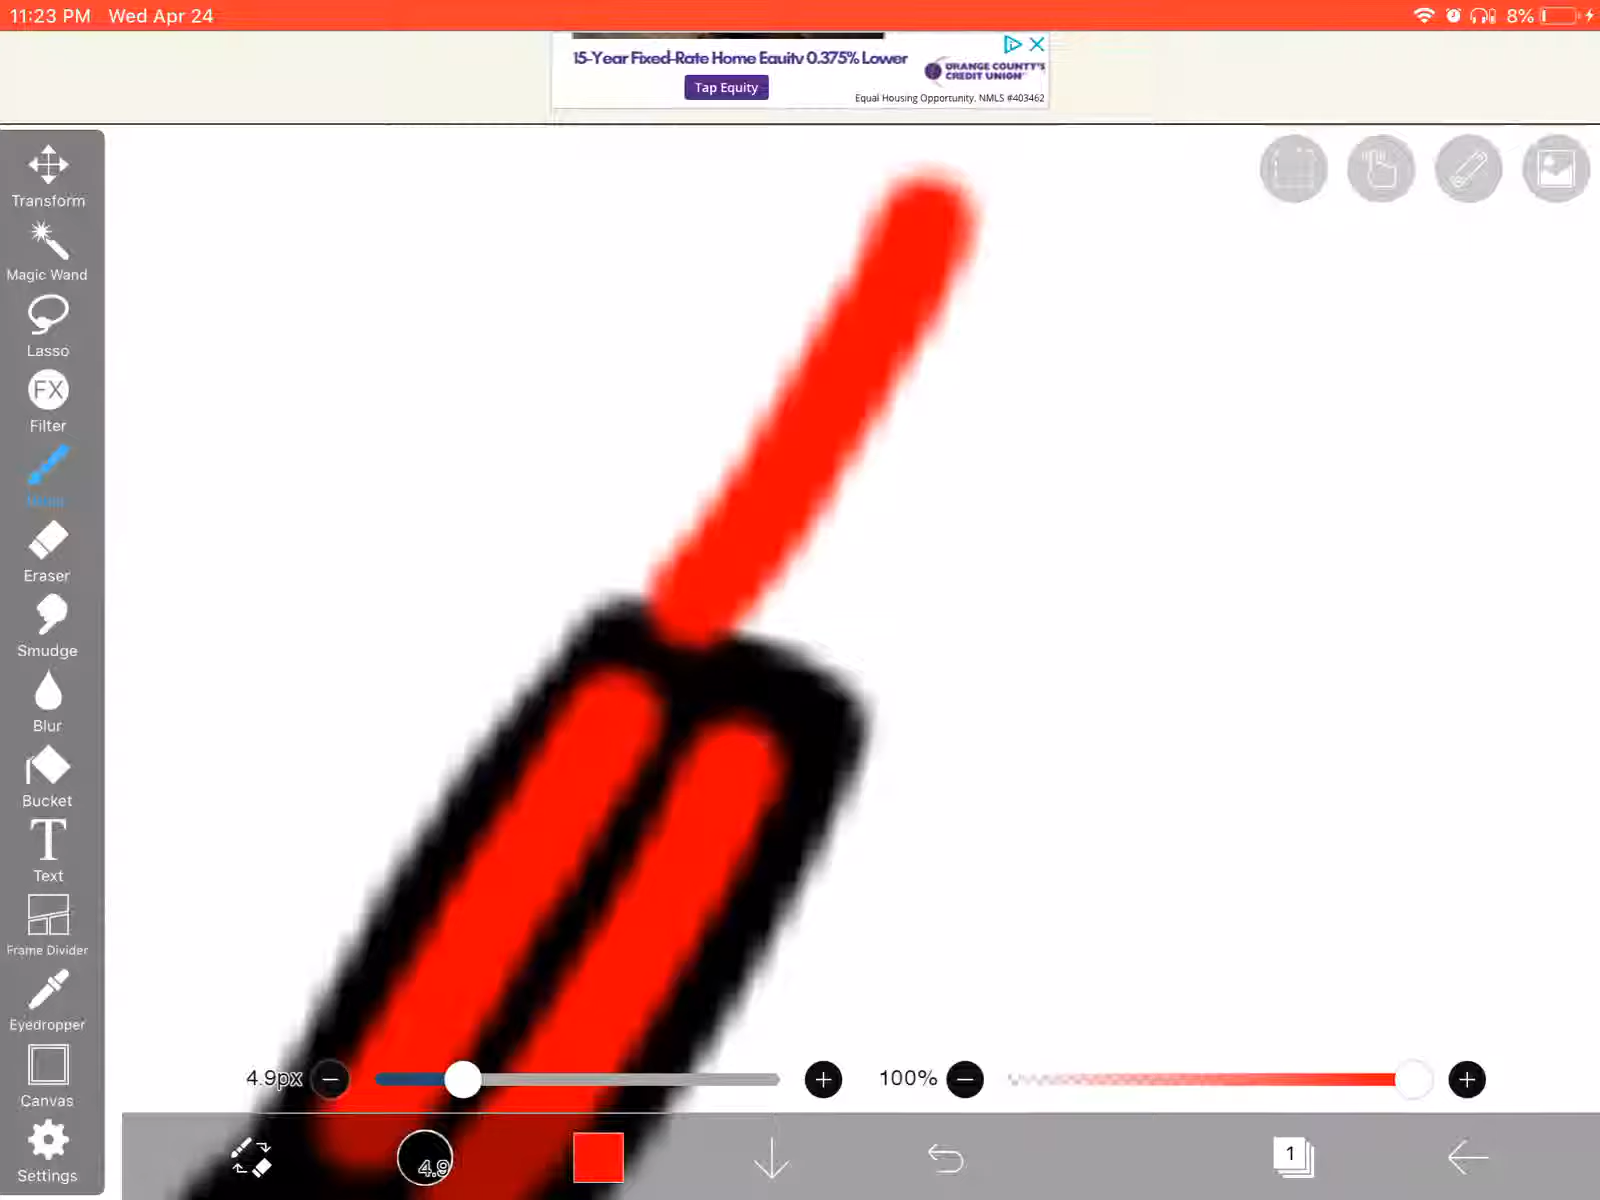 11:23 PM Wed Apr 24
8%
15-Year Fixed-Rate Home Equity 0.375% Lower
Tap Equity
ORANGE COUNTY'S
CREDIT UNION
Equal Housing Opportunity. NMLS #403462
Transform
Magic Wand
Lasso
FX
Filter
Eraser
Smudge
Blur
Bucket
T
Text
Frame Divider
Eyedropper
Canvas
Settings
4.9px
100%
4.9
1